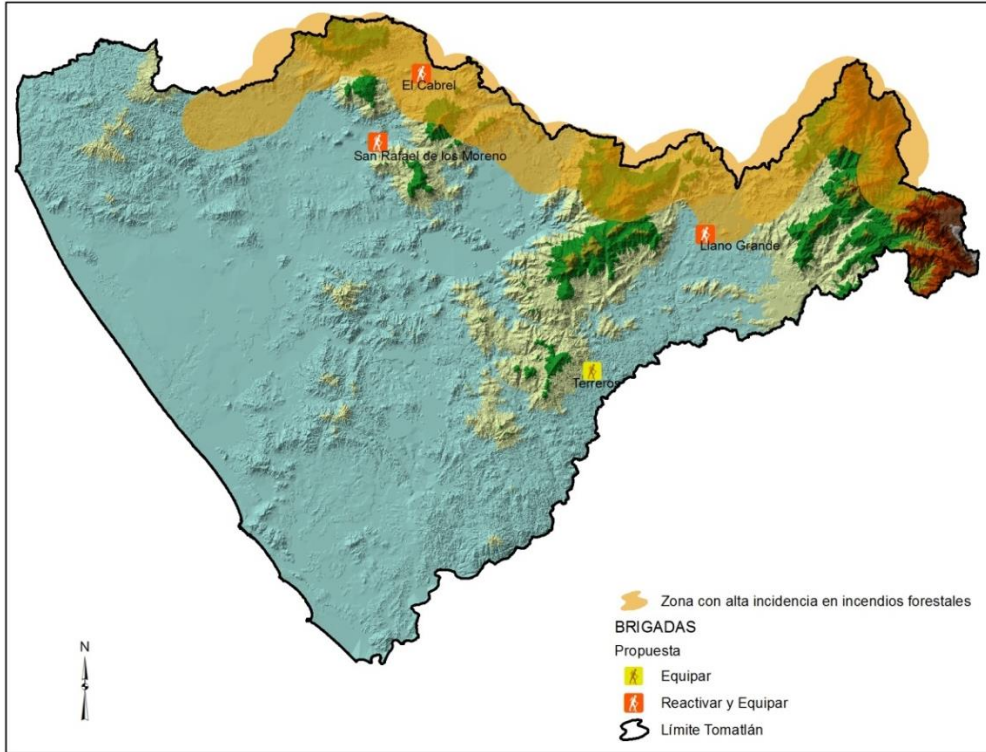 El Cabrel
San Rafael de los Moreno
Llano Grande
Terreros
Zona con alta incidencia en incendios forestales
BRIGADAS
Propuesta
Equipar
Reactivar y Equipar
Límite Tomatlán
N